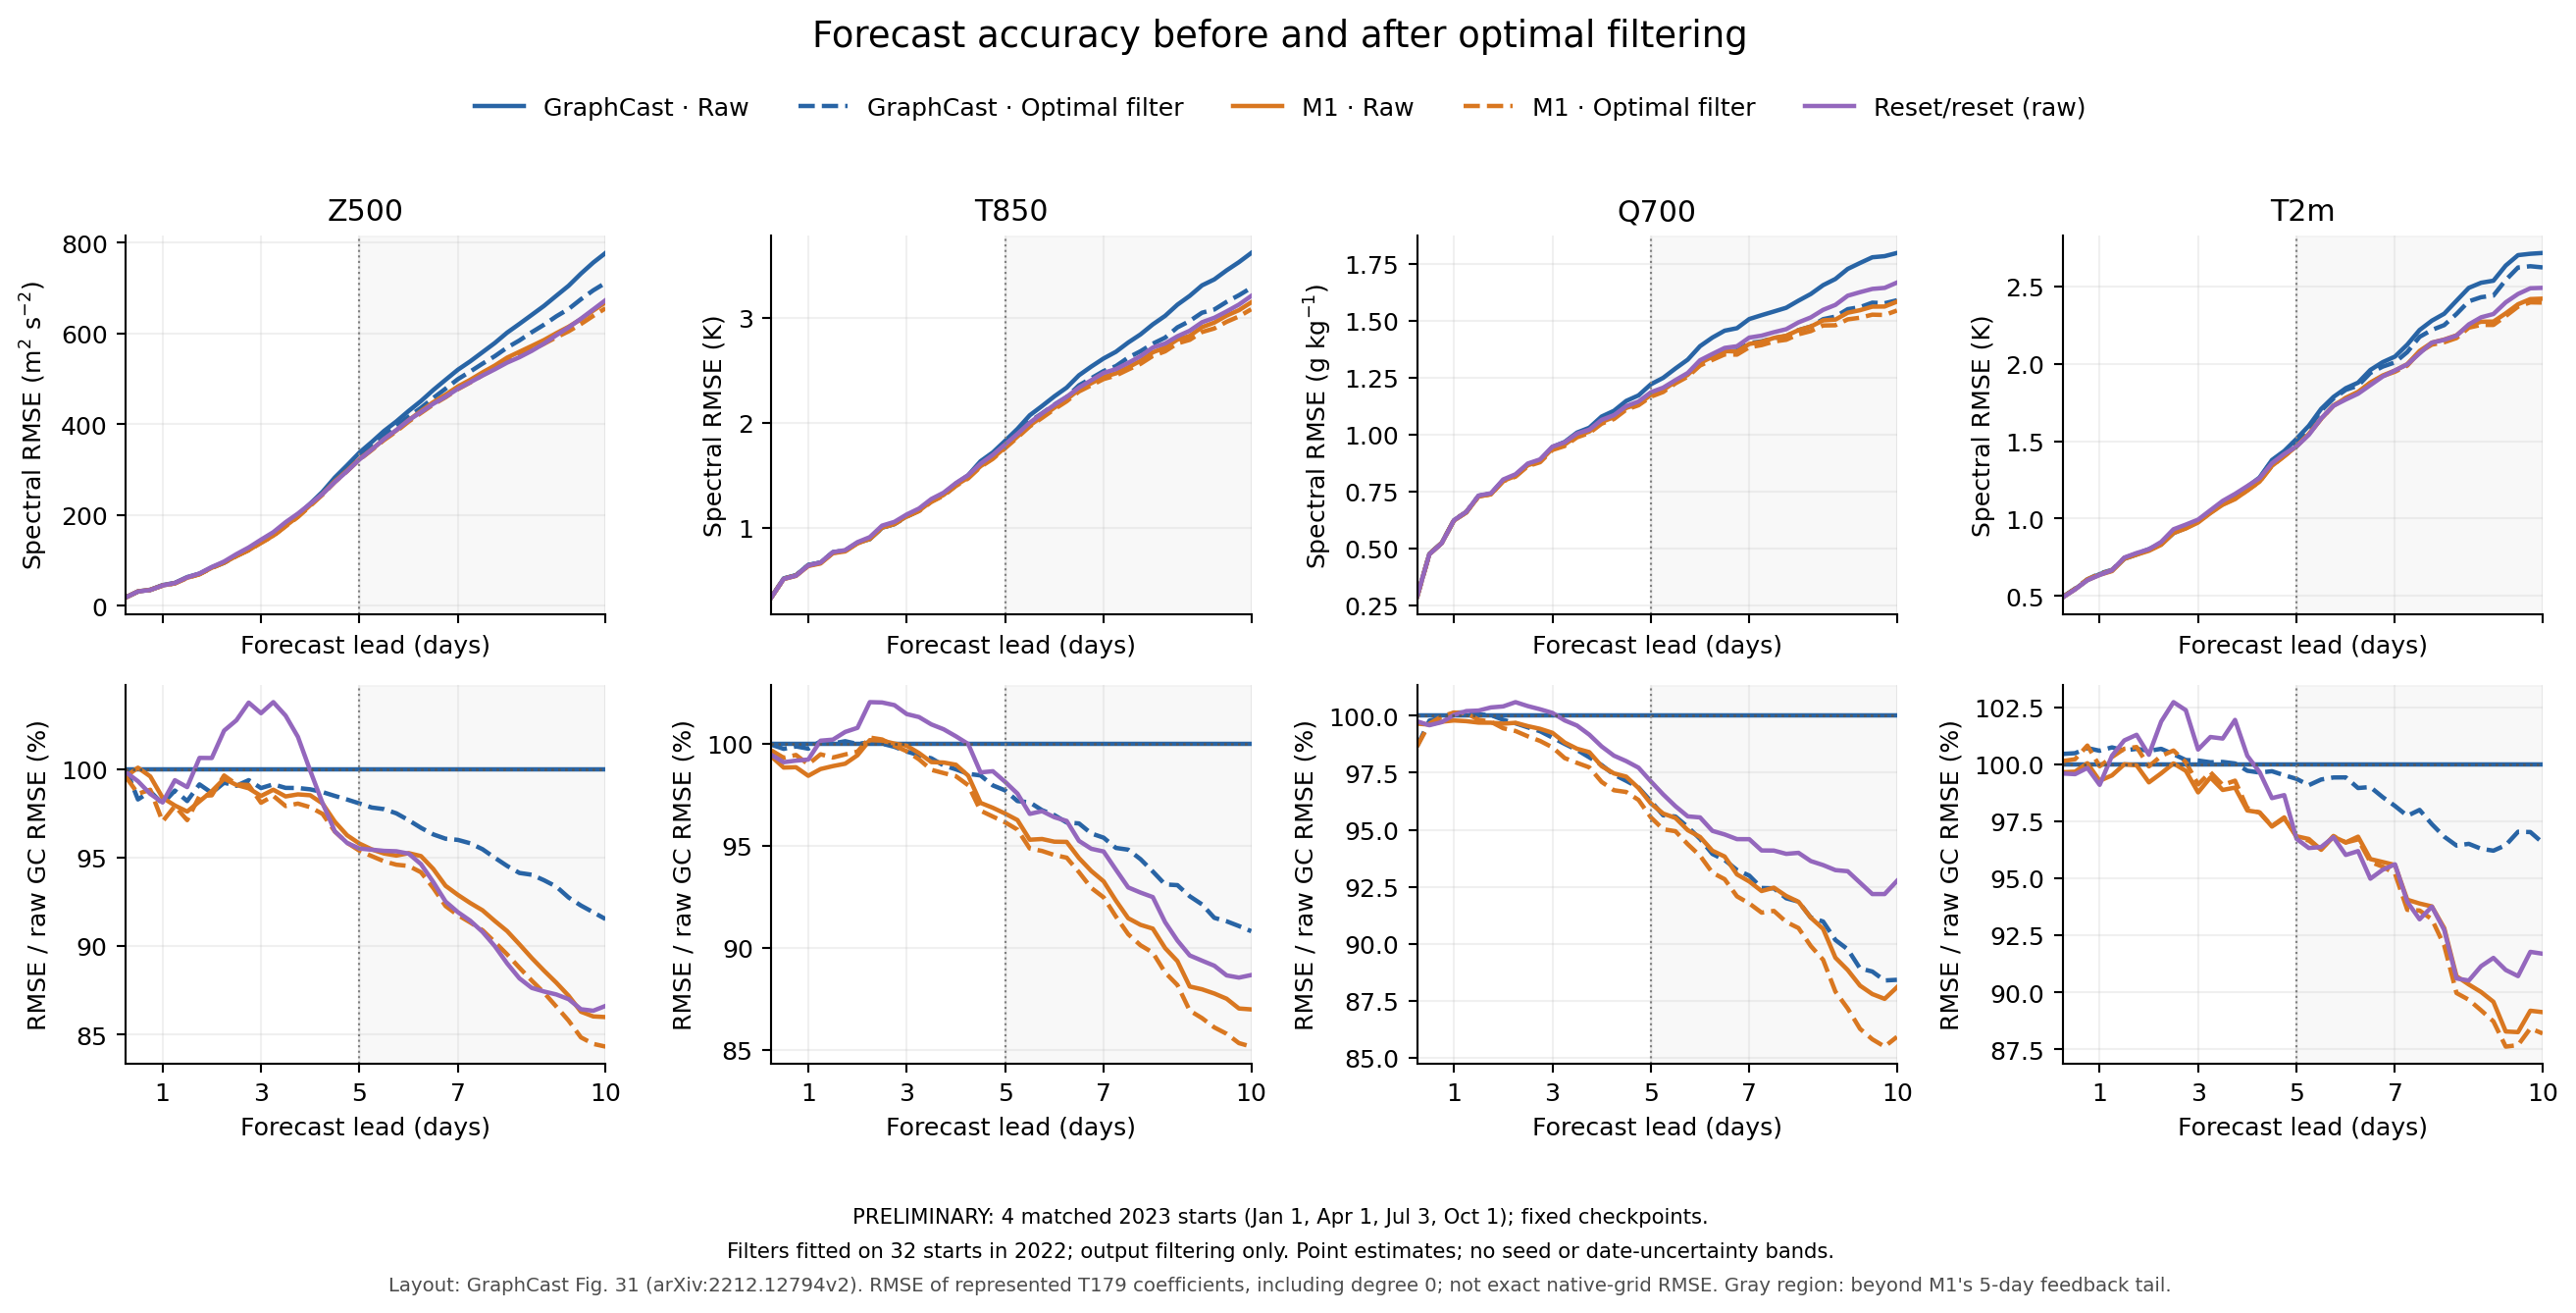 Forecast accuracy before and after optimal filtering
GraphCast · Raw
GraphCast · Optimal filter
M1 · Raw
M1 · Optimal filter
Reset/reset (raw)
Z500
800
600
400
200
0
Spectral RMSE (m² s⁻²)
Forecast lead (days)
T850
3
2
1
Spectral RMSE (K)
Forecast lead (days)
Q700
1.75
1.50
1.25
1.00
0.75
0.50
0.25
Spectral RMSE (g kg⁻¹)
Forecast lead (days)
T2m
2.5
2.0
1.5
1.0
0.5
Spectral RMSE (K)
Forecast lead (days)
100
95
90
85
RMSE / raw GC RMSE (%)
1 3 5 7 10
Forecast lead (days)
100
95
90
85
RMSE / raw GC RMSE (%)
1 3 5 7 10
Forecast lead (days)
100.0
97.5
95.0
92.5
90.0
87.5
85.0
RMSE / raw GC RMSE (%)
1 3 5 7 10
Forecast lead (days)
102.5
100.0
97.5
95.0
92.5
90.0
87.5
RMSE / raw GC RMSE (%)
1 3 5 7 10
Forecast lead (days)
PRELIMINARY: 4 matched 2023 starts (Jan 1, Apr 1, Jul 3, Oct 1); fixed checkpoints.
Filters fitted on 32 starts in 2022; output filtering only. Point estimates; no seed or date-uncertainty bands.
Layout: GraphCast Fig. 31 (arXiv:2212.12794v2). RMSE of represented T179 coefficients, including degree 0; not exact native-grid RMSE. Gray region: beyond M1's 5-day feedback tail.